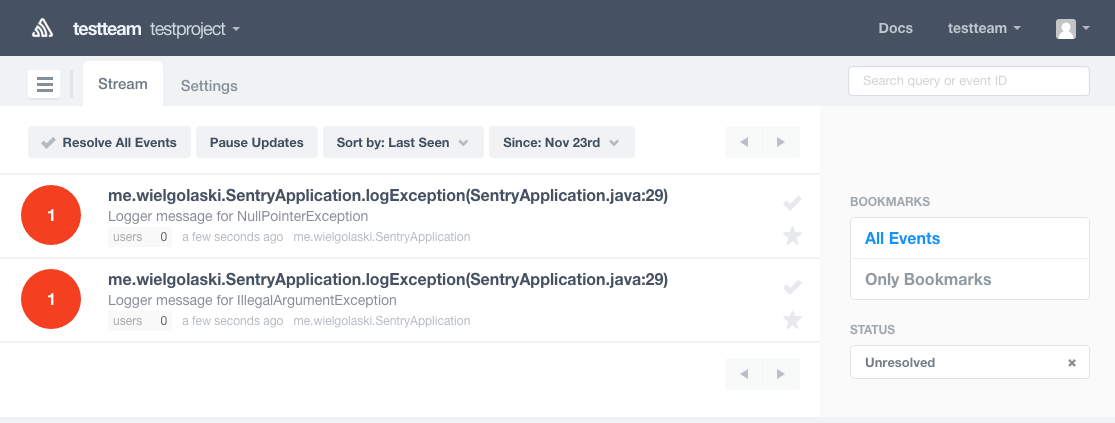 testteam testproject
Docs
testteam
Stream
Settings
Search query or event ID
Resolve All Events
Pause Updates
Sort by: Last Seen
Since: Nov 23rd
1
me.wielgolaski.SentryApplication.logException(SentryApplication.java:29)
Logger message for NullPointerException
users 0 a few seconds ago me.wielgolaski.SentryApplication
1
me.wielgolaski.SentryApplication.logException(SentryApplication.java:29)
Logger message for IllegalArgumentException
users 0 a few seconds ago me.wielgolaski.SentryApplication
BOOKMARKS
All Events
Only Bookmarks
STATUS
Unresolved